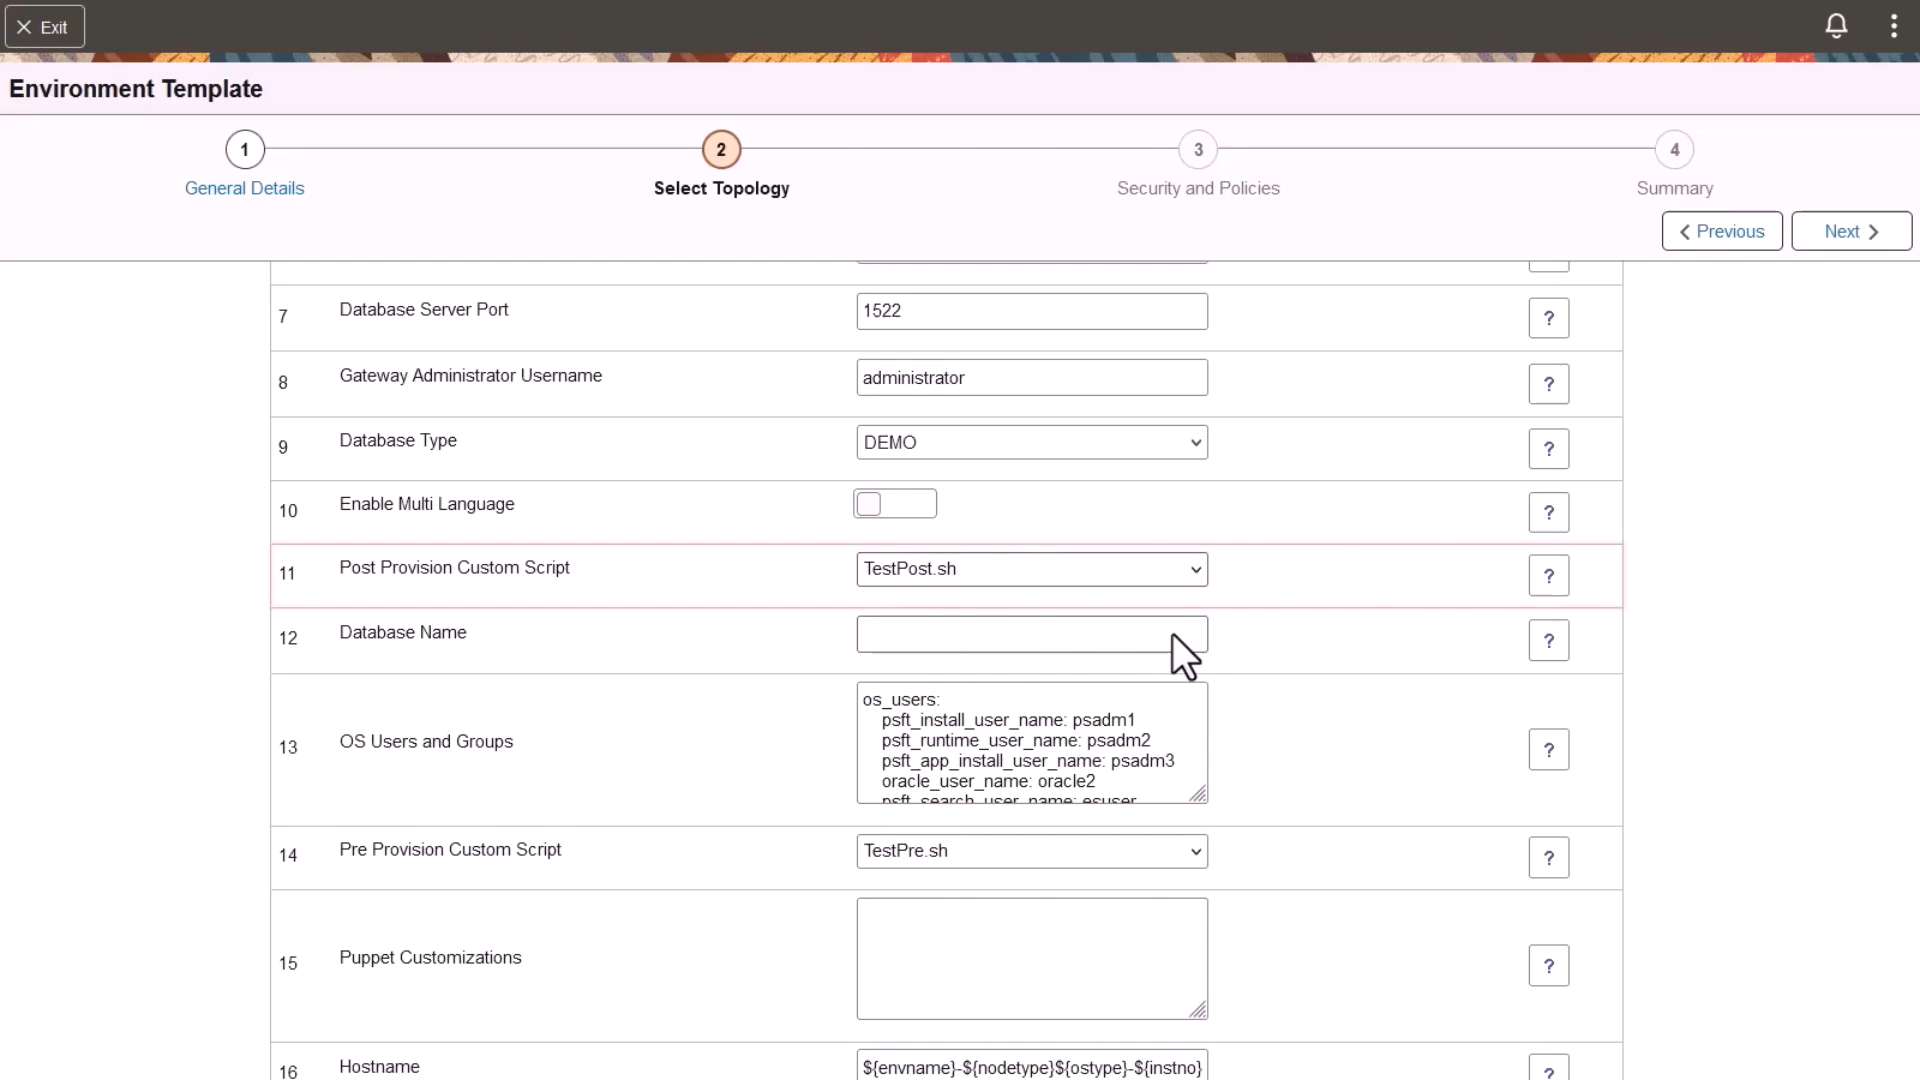 Exit
Environment Template
1
2
3
4
General Details
Select Topology
Security and Policies
Summary
Previous
Next
7
Database Server Port
1522
?
8
Gateway Administrator Username
administrator
?
9
Database Type
DEMO
?
10
Enable Multi Language
?
11
Post Provision Custom Script
TestPost.sh
?
12
Database Name
?
13
OS Users and Groups
os_users:
psft_install_user_name: psadm1
psft_runtime_user_name: psadm2
psft_app_install_user_name: psadm3
oracle_user_name: oracle2
psft_search_user_name: esuser
?
14
Pre Provision Custom Script
TestPre.sh
?
15
Puppet Customizations
?
16
Hostname
${envname}-${nodetype}${ostype}-${instno}
?